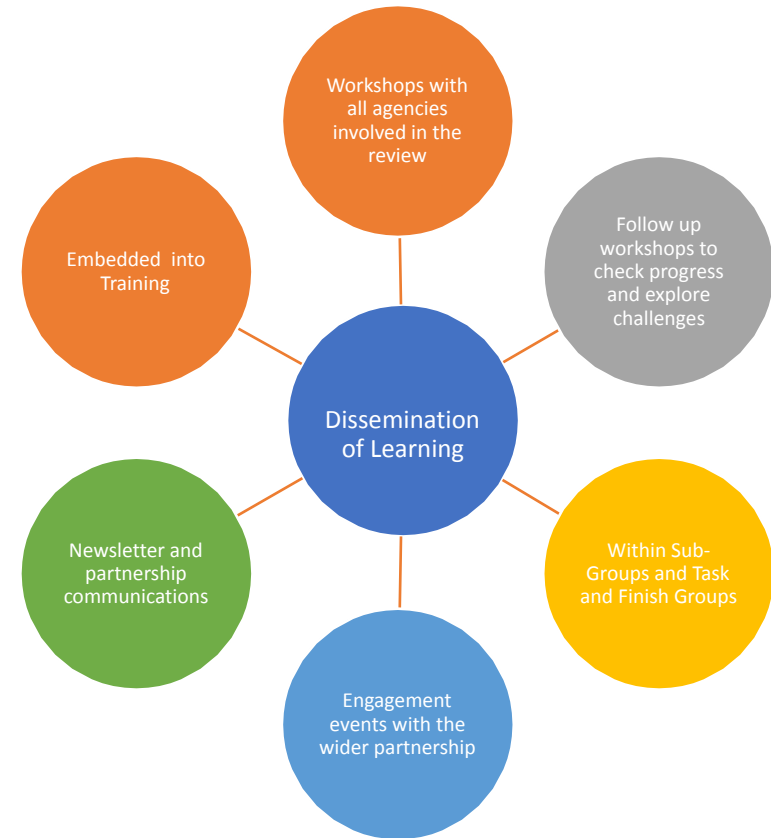 Workshops with
all agencies
involved in the
review
Follow up
workshops to
check progress
and explore
challenges
Within Sub-
Groups and Task
and Finish Groups
Engagement
events with the
wider partnership
Newsletter and
partnership
communications
Embedded into
Training
Dissemination
of Learning